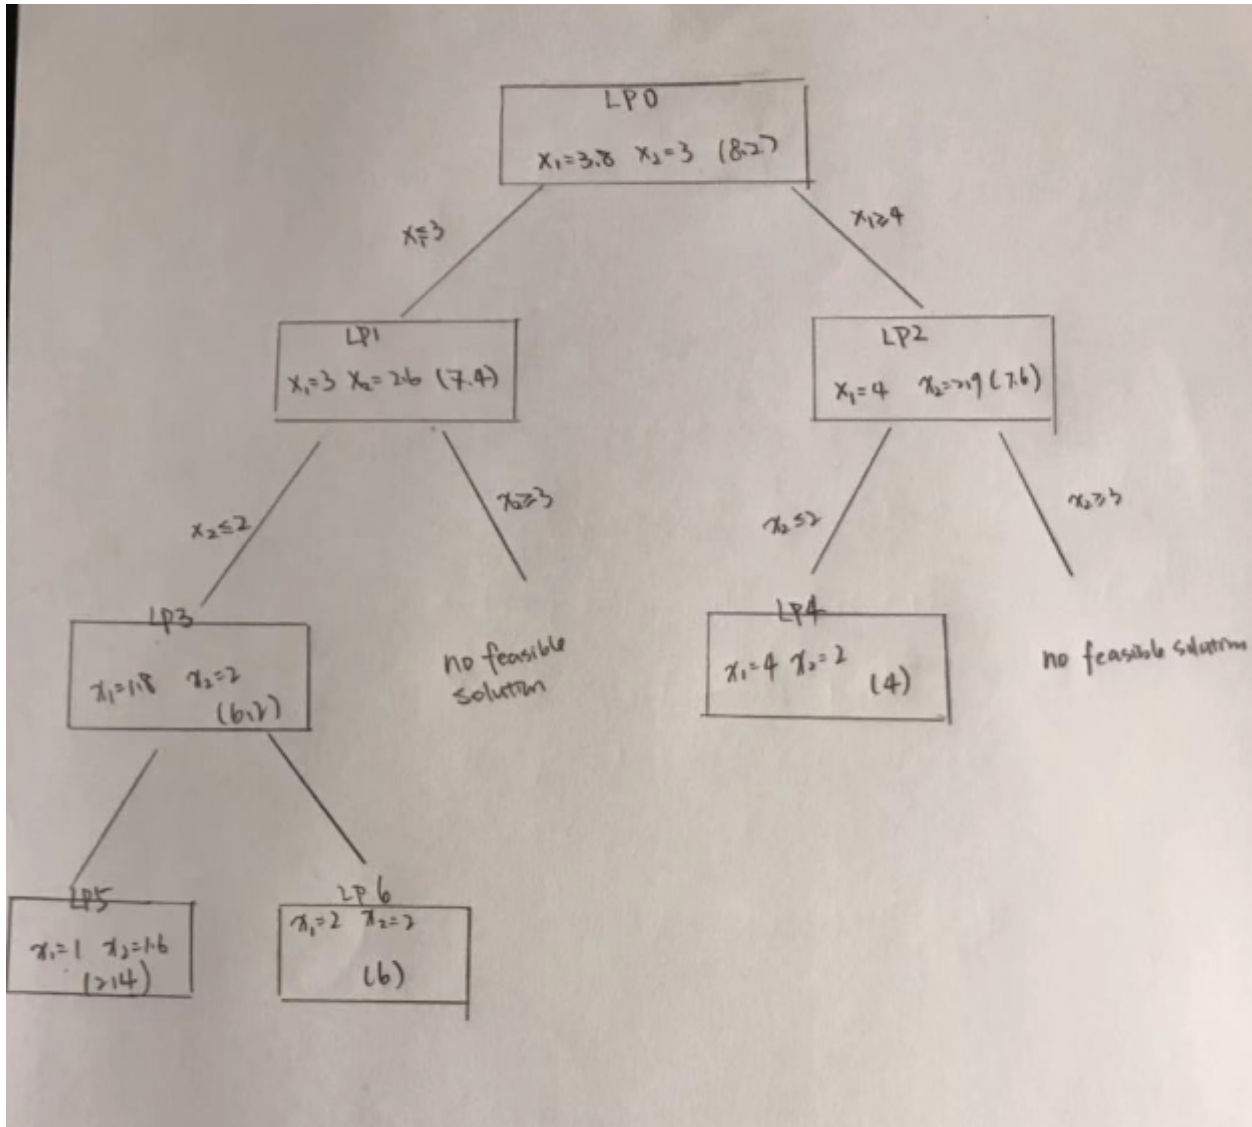 LP0
x₁=3.8 x₂=3 (8.2)
x₁≤3
x₁≥4
LP1
x₁=3 x₂=2.6 (7.4)
LP2
x₁=4 x₂=2.9 (7.6)
x₂≤2
x₂≥3
x₂≤2
x₂≥3
LP3
x₁=1.8 x₂=2
(6.2)
no feasible
solution
LP4
x₁=4 x₂=2
(4)
no feasible solution
LP5
x₁=1 x₂=1.6
LP6
x₁=2 x₂=2
(6)